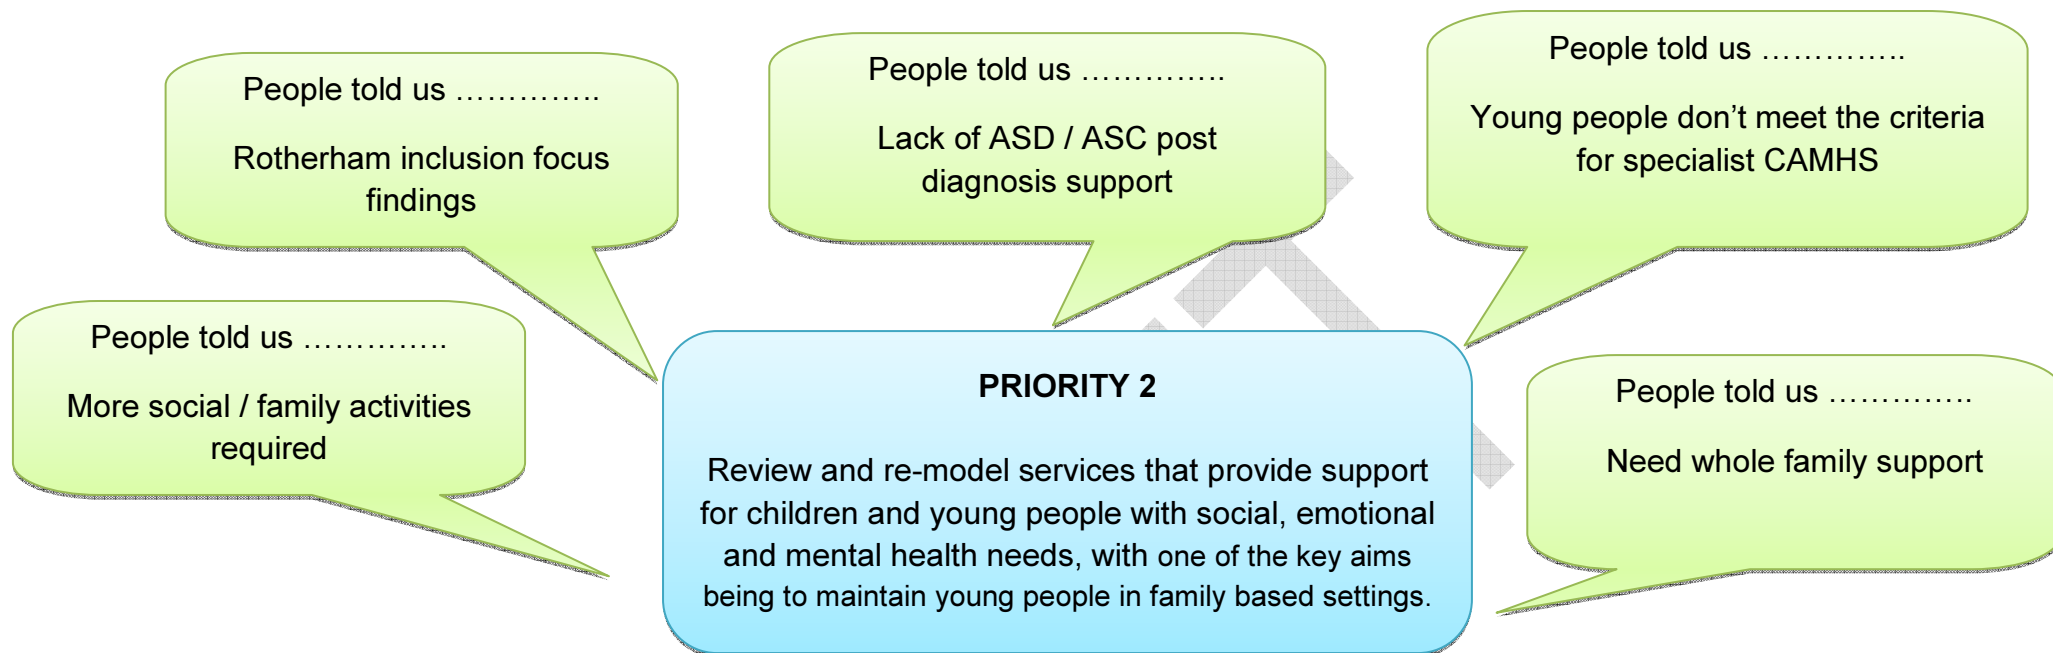 People told us …………..
Rotherham inclusion focus
findings
People told us …………..
Lack of ASD / ASC post
diagnosis support
People told us …………..
Young people don’t meet the criteria
for specialist CAMHS
People told us …………..
More social / family activities
required
PRIORITY 2
Review and re-model services that provide support
for children and young people with social, emotional
and mental health needs, with one of the key aims
being to maintain young people in family based settings.
People told us …………..
Need whole family support